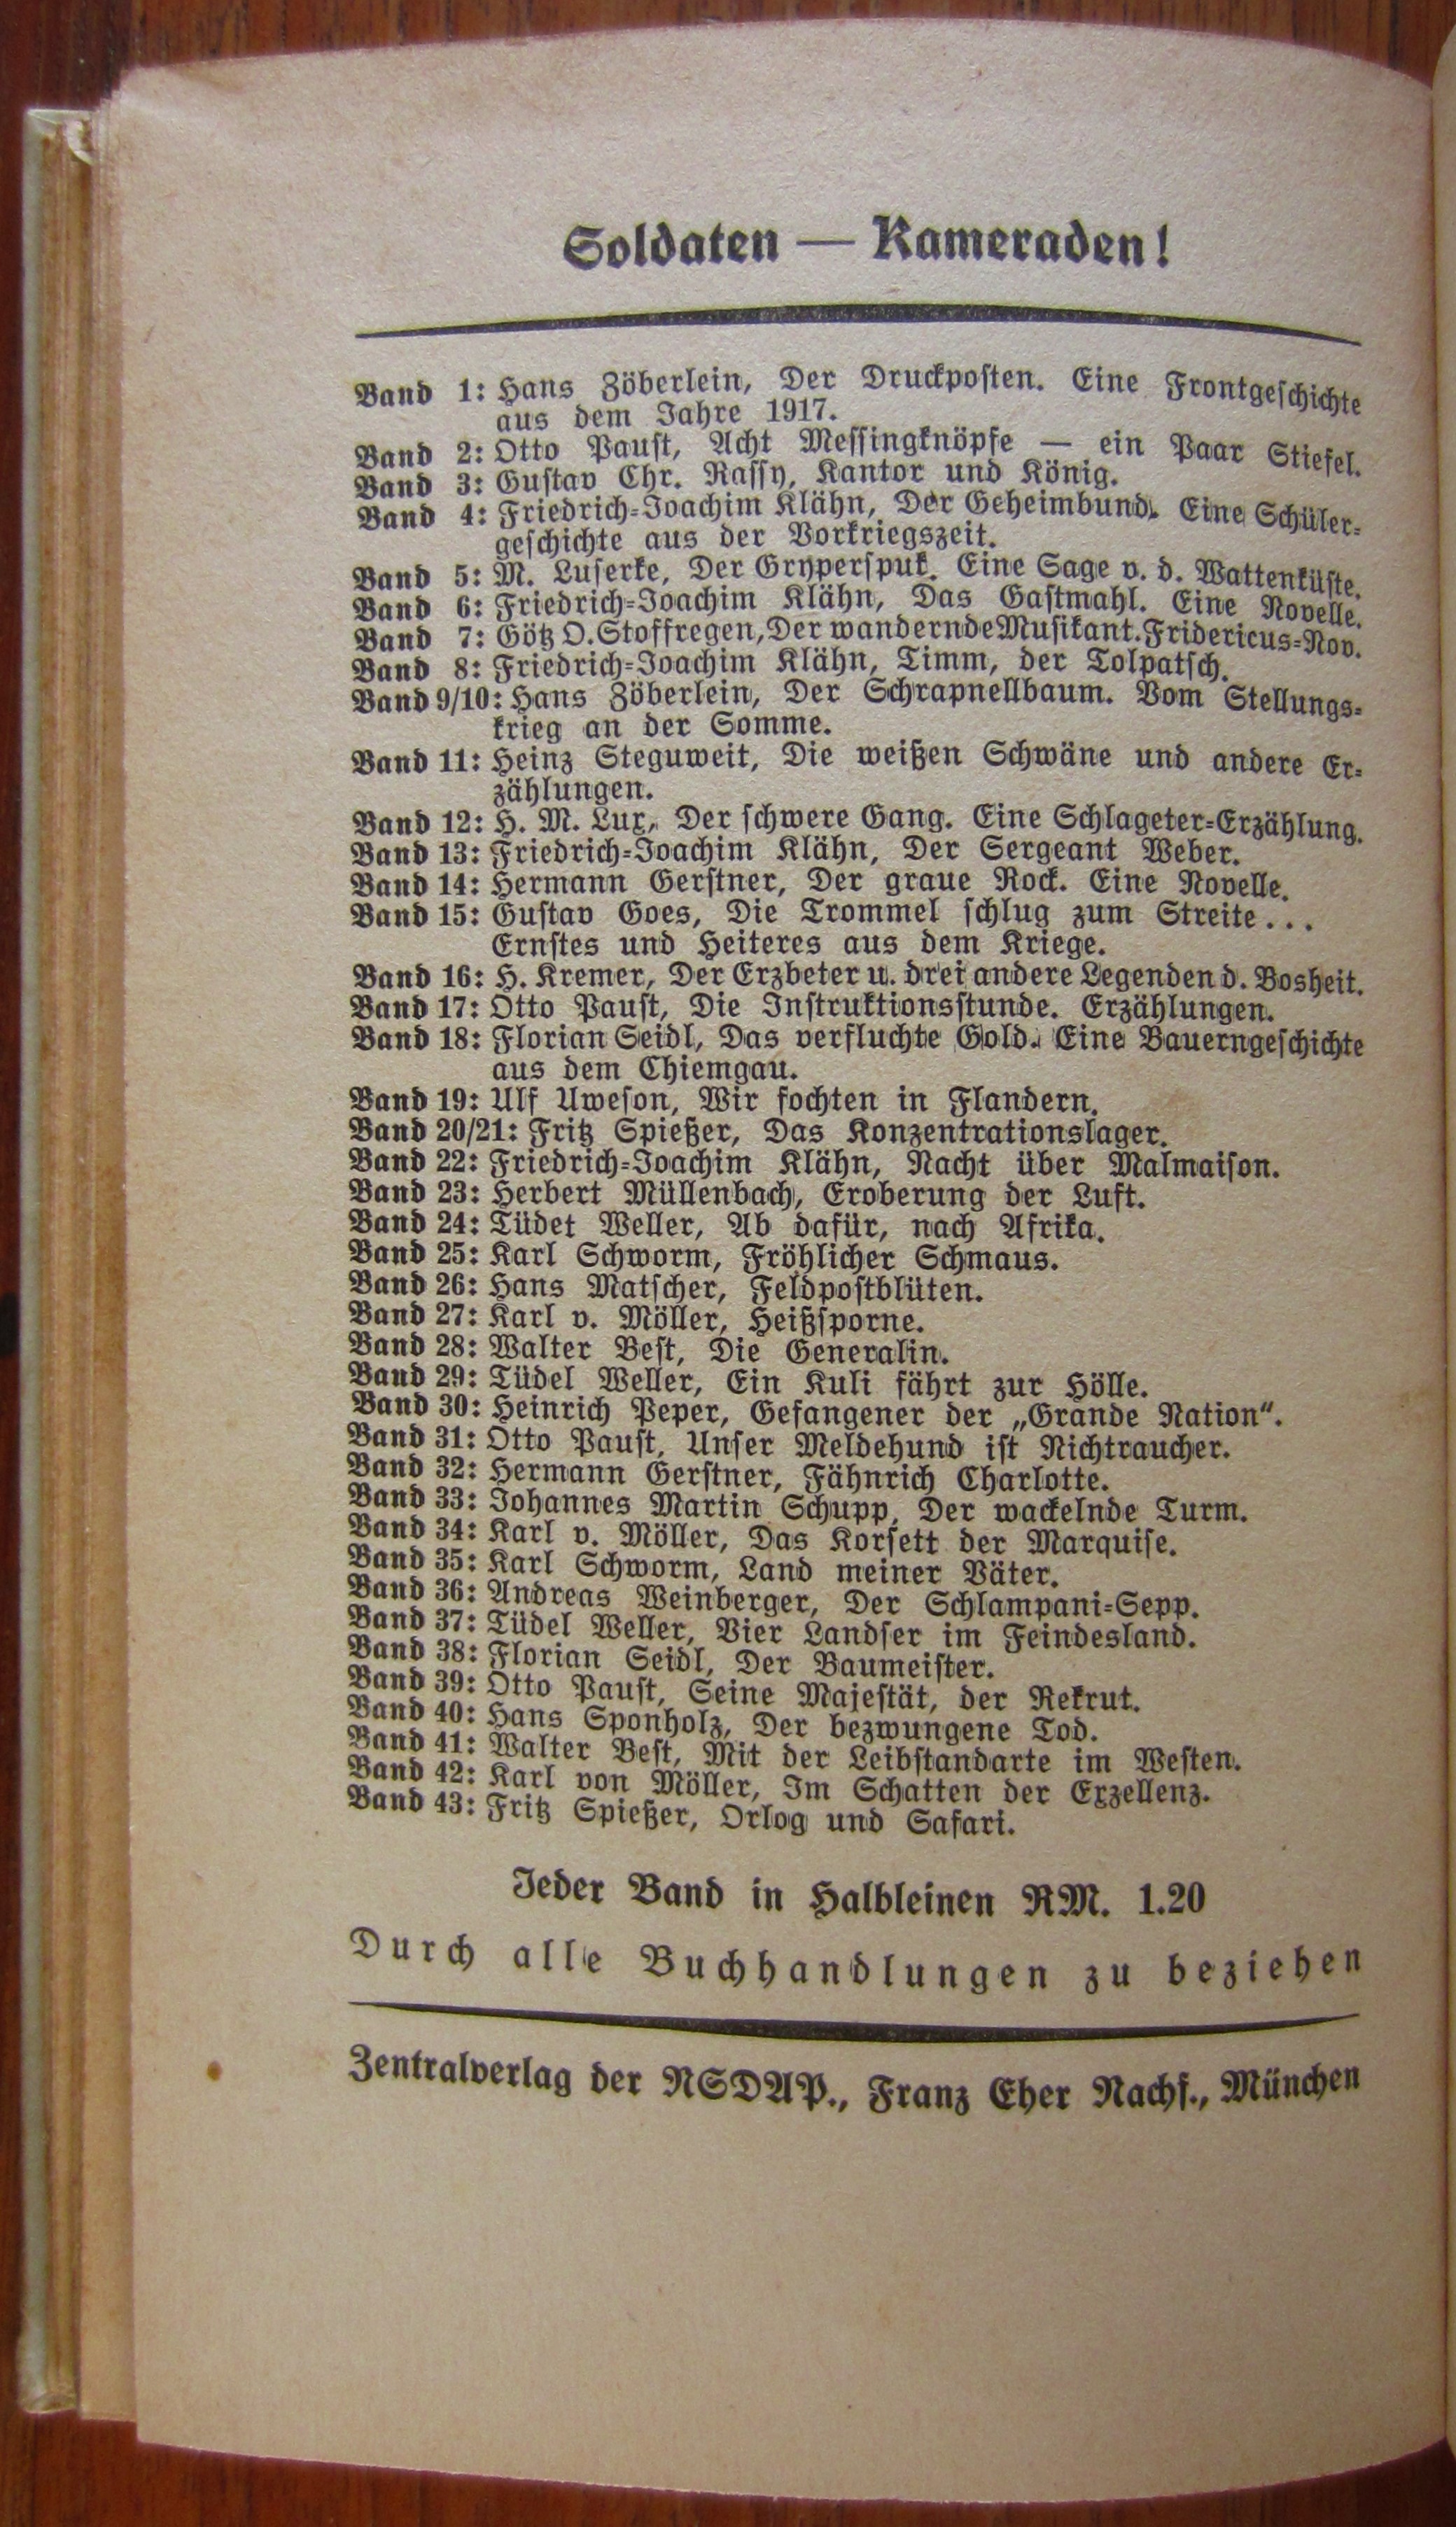 Soldaten — Kameraden!
Band 1: Hans Zöberlein, Der Druckposten. Eine Frontgeschichte
aus dem Jahre 1917.
Band 2: Otto Paust, Acht Messingknöpfe — ein Paar Stiefel.
Band 3: Gustav Chr. Rassy, Kantor und König.
Band 4: Friedrich-Joachim Klähn, Der Geheimbund. Eine Schüler-
geschichte aus der Vorkriegszeit.
Band 5: M. Luserke, Der Gryperspuk. Eine Sage v. d. Wattenküste.
Band 6: Friedrich-Joachim Klähn, Das Gastmahl. Eine Novelle.
Band 7: Götz O. Stoffregen, Der wandernde Musikant. Fridericus-Nov.
Band 8: Friedrich-Joachim Klähn, Timm, der Tolpatsch.
Band 9/10: Hans Zöberlein, Der Schrapnellbaum. Vom Stellungs-
krieg an der Somme.
Band 11: Heinz Steguweit, Die weißen Schwäne und andere Er-
zählungen.
Band 12: H. M. Lux, Der schwere Gang. Eine Schlageter-Erzählung.
Band 13: Friedrich-Joachim Klähn, Der Sergeant Weber.
Band 14: Hermann Gerstner, Der graue Rock. Eine Novelle.
Band 15: Gustav Goes, Die Trommel schlug zum Streite...
Ernstes und Heiteres aus dem Kriege.
Band 16: H. Kremer, Der Erzbeter u. drei andere Legenden d. Bosheit.
Band 17: Otto Paust, Die Instruktionsstunde. Erzählungen.
Band 18: Florian Seidl, Das verfluchte Gold. Eine Bauerngeschichte
aus dem Chiemgau.
Band 19: Ulf Uweson, Wir fochten in Flandern.
Band 20/21: Fritz Spießer, Das Konzentrationslager.
Band 22: Friedrich-Joachim Klähn, Nacht über Malmaison.
Band 23: Herbert Müllenbach, Eroberung der Luft.
Band 24: Tüdet Weller, Ab dafür, nach Afrika.
Band 25: Karl Schworm, Fröhlicher Schmaus.
Band 26: Hans Matscher, Feldpostblüten.
Band 27: Karl v. Möller, Heißsporne.
Band 28: Walter Best, Die Generalin.
Band 29: Tüdel Weller, Ein Kuli fährt zur Hölle.
Band 30: Heinrich Peper, Gefangener der „Grande Nation“.
Band 31: Otto Paust, Unser Meldehund ist Nichtraucher.
Band 32: Hermann Gerstner, Fähnrich Charlotte.
Band 33: Johannes Martin Schupp, Der wackelnde Turm.
Band 34: Karl v. Möller, Das Korsett der Marquise.
Band 35: Karl Schworm, Land meiner Väter.
Band 36: Andreas Weinberger, Der Schlampani-Sepp.
Band 37: Tüdel Weller, Vier Landser im Feindesland.
Band 38: Florian Seidl, Der Baumeister.
Band 39: Otto Paust, Seine Majestät, der Rekrut.
Band 40: Hans Sponholz, Der bezwungene Tod.
Band 41: Walter Best, Mit der Leibstandarte im Westen.
Band 42: Karl von Möller, Im Schatten der Exzellenz.
Band 43: Fritz Spießer, Orlog und Safari.
Jeder Band in Halbleinen RM. 1.20
Durch alle Buchhandlungen zu beziehen
Zentralverlag der NSDAP., Franz Eher Nachf., München